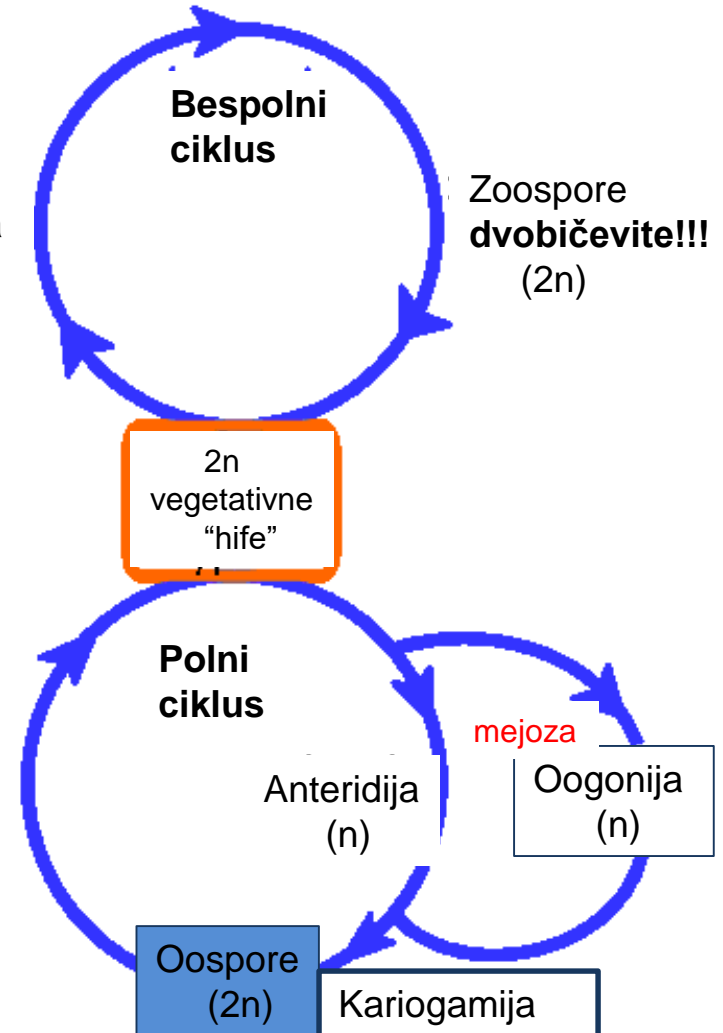 Bespolni
ciklus
Zoospore
dvobičevite!!!
(2n)
2n
vegetativne
“hife”
Polni
ciklus
mejoza
Anteridija
(n)
Oogonija
(n)
Oospore
(2n)
Kariogamija